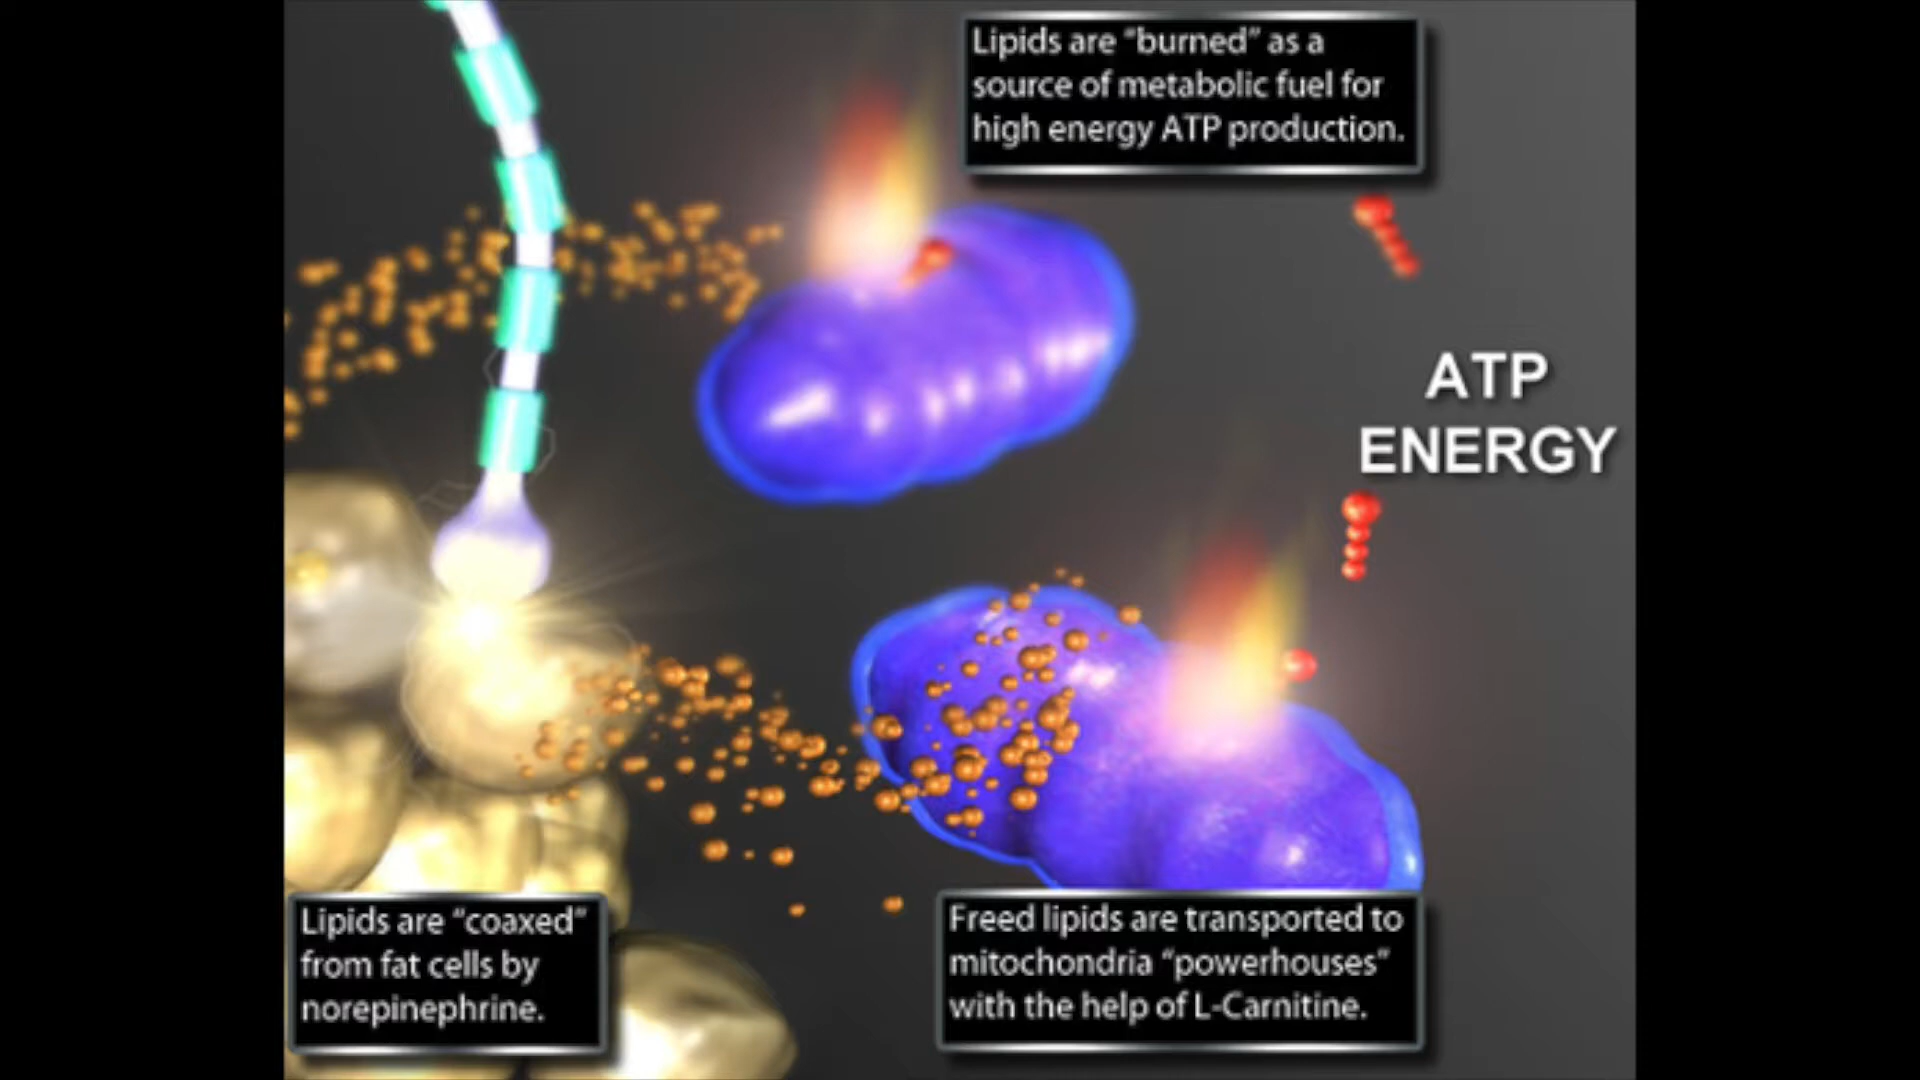 Lipids are “burned” as a
source of metabolic fuel for
high energy ATP production.
ATP
ENERGY
Lipids are “coaxed”
from fat cells by
norepinephrine.
Freed lipids are transported to
mitochondria “powerhouses”
with the help of L-Carnitine.